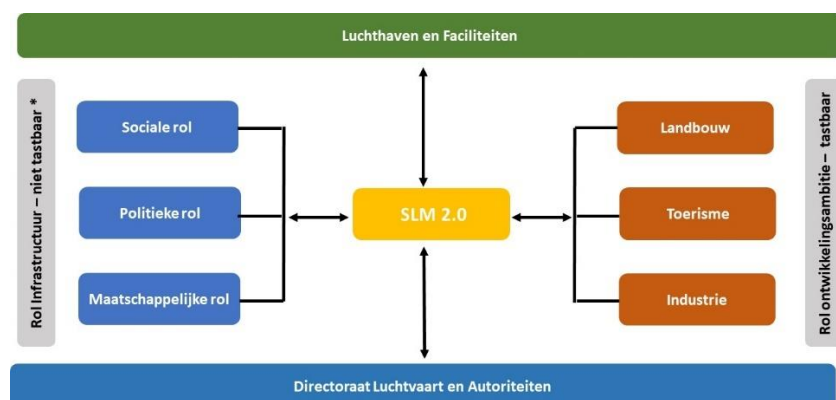 Luchthaven en Faciliteiten
Rol Infrastructuur – niet tastbaar *
Sociale rol
Politieke rol
Maatschappelijke rol
SLM 2.0
Landbouw
Toerisme
Industrie
Rol ontwikkelingsambitie – tastbaar
Directoraat Luchtvaart en Autoriteiten